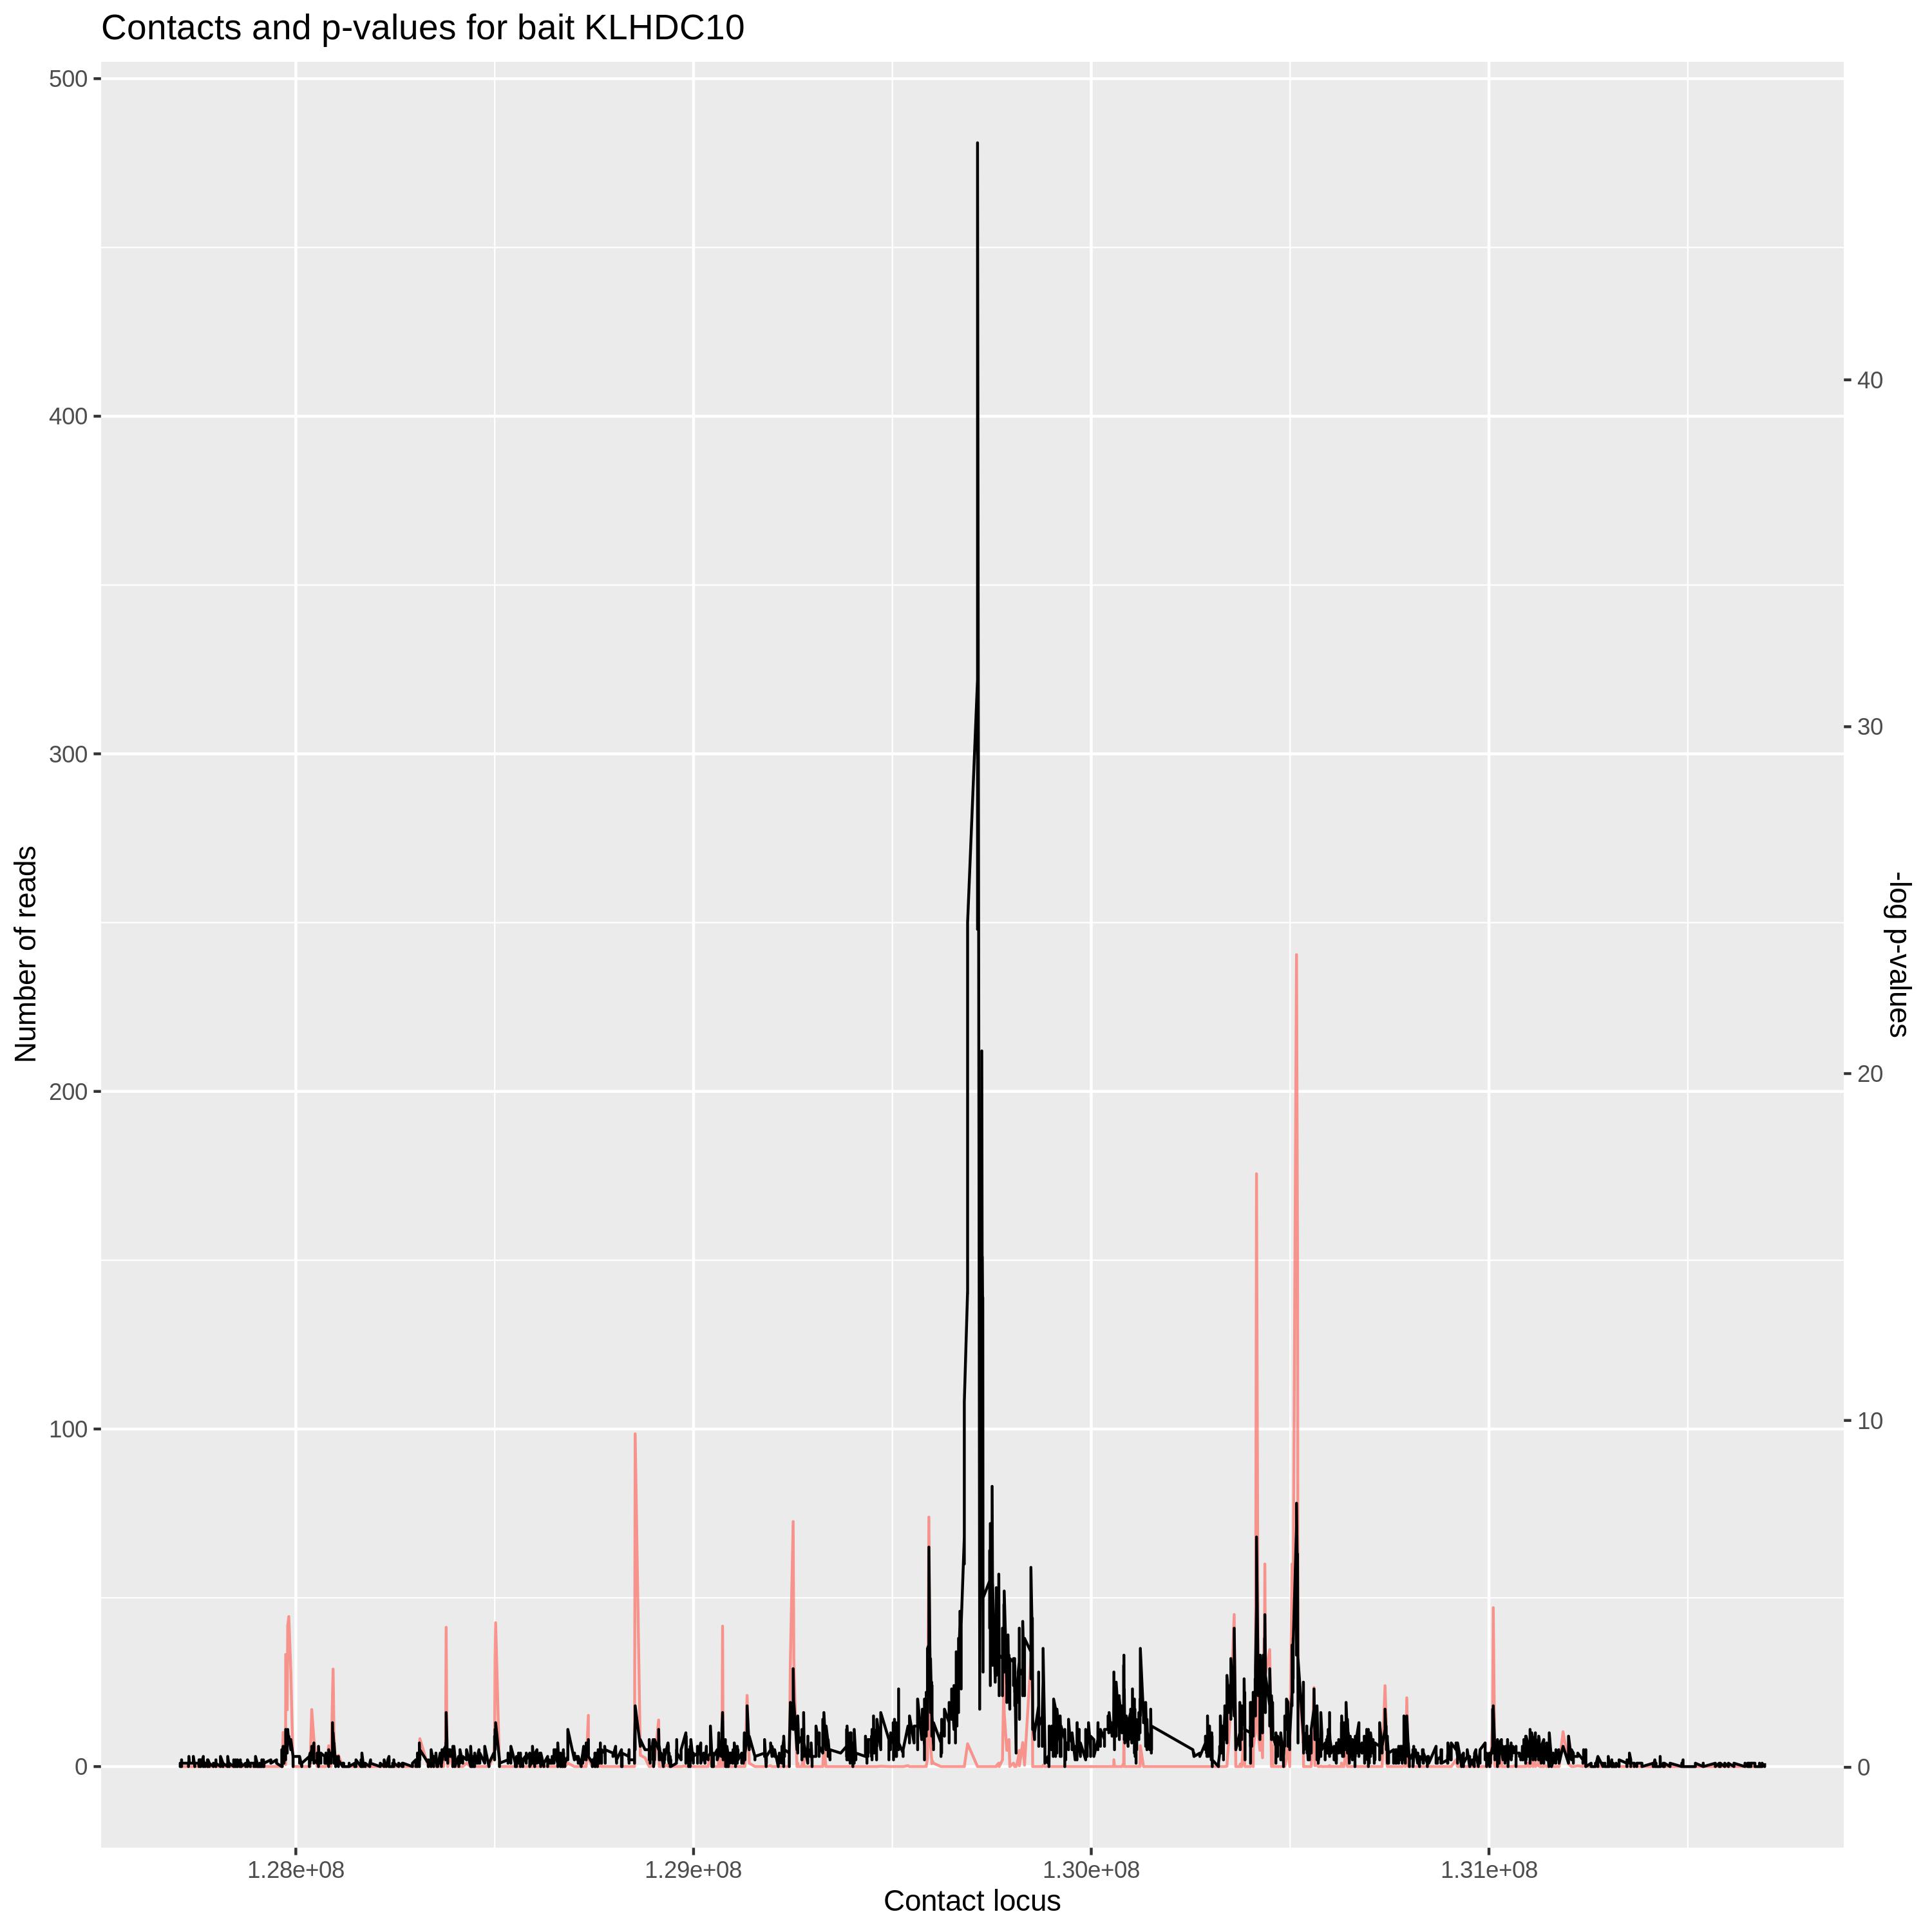 Contacts and p-values for bait KLHDC10
500
400
300
200
100
0
Number of reads
40
30
20
10
0
-log p-values
1.28e+08
1.29e+08
1.30e+08
1.31e+08
Contact locus